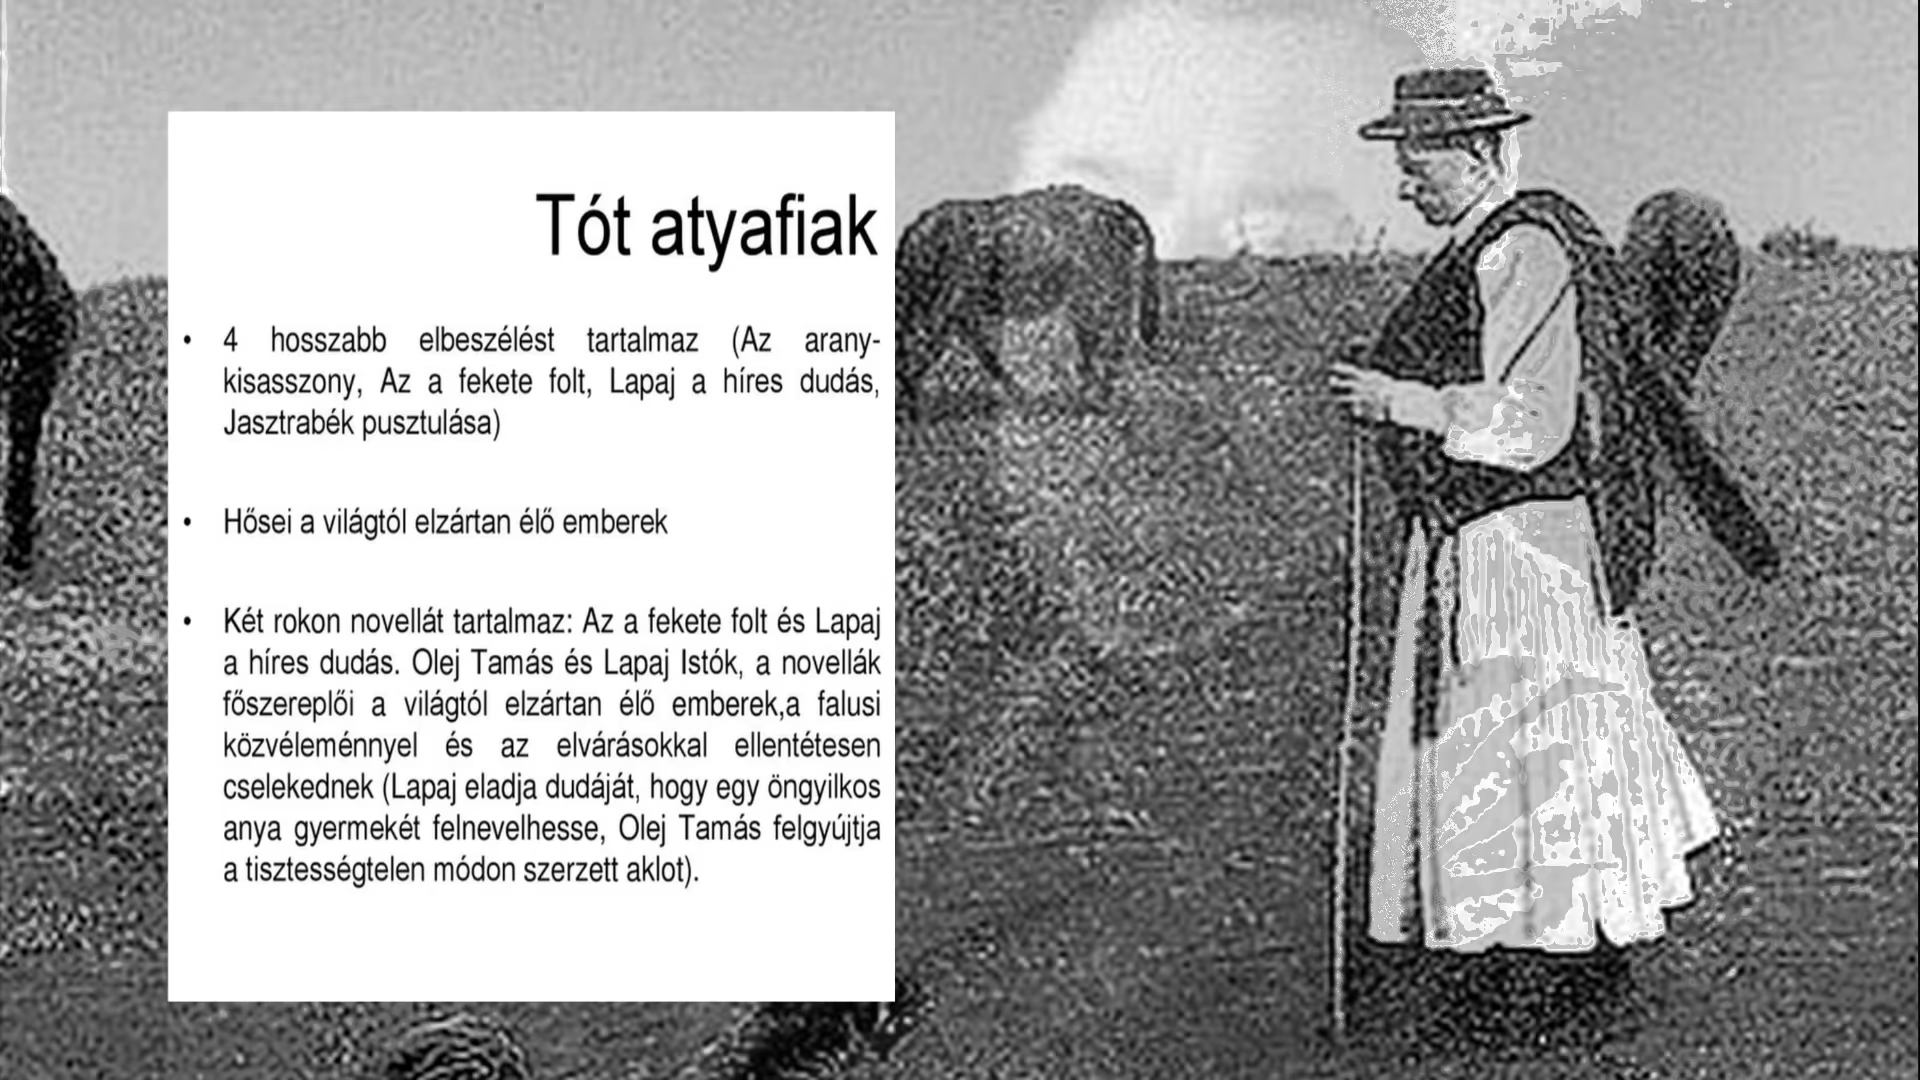 Tót atyafiak
• 4 hosszabb elbeszélést tartalmaz (Az arany-
kisasszony, Az a fekete folt, Lapaj a híres dudás,
Jasztrabék pusztulása)
• Hősei a világtól elzártan élő emberek
• Két rokon novellát tartalmaz: Az a fekete folt és Lapaj
a híres dudás. Olej Tamás és Lapaj Istók, a novellák
főszereplői a világtól elzártan élő emberek,a falusi
közvéleménnyel és az elvárásokkal ellentétesen
cselekednek (Lapaj eladja dudáját, hogy egy öngyilkos
anya gyermekét felnevelhesse, Olej Tamás felgyújtja
a tisztességtelen módon szerzett aklot).